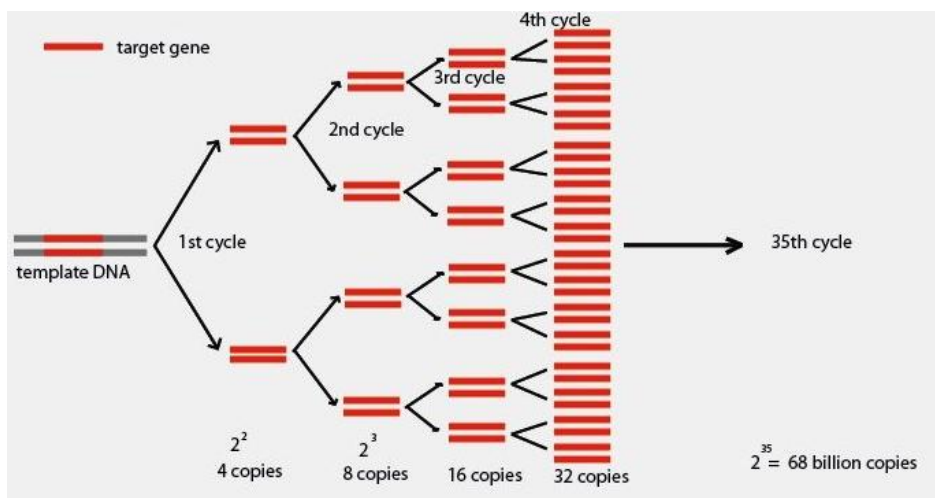 4th cycle
target gene
3rd cycle
2nd cycle
1st cycle
35th cycle
template DNA
2²
4 copies
2³
8 copies
16 copies
32 copies
2³⁵= 68 billion copies